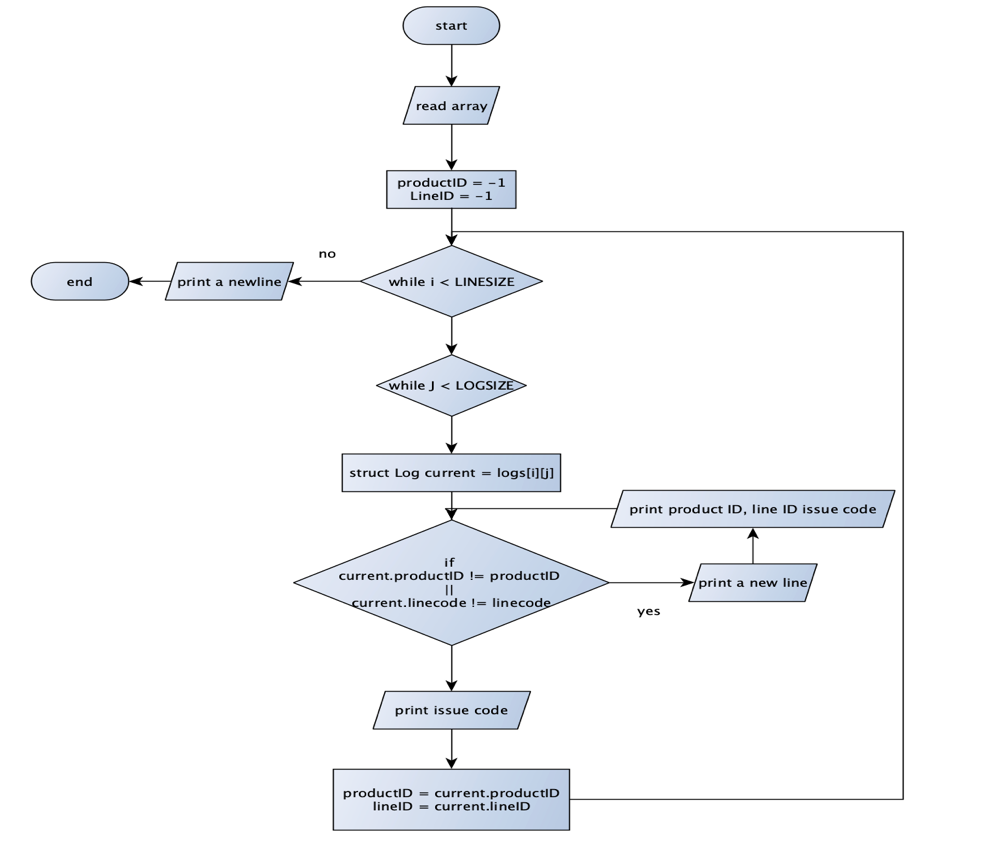 start
read array
productID = -1
LineID = -1
no
while i < LINESIZE
print a newline
end
while J < LOGSIZE
struct Log current = logs[i][j]
print product ID, line ID issue code
if
current.productID != productID
||
current.linecode != linecode
print a new line
yes
print issue code
productID = current.productID
lineID = current.lineID